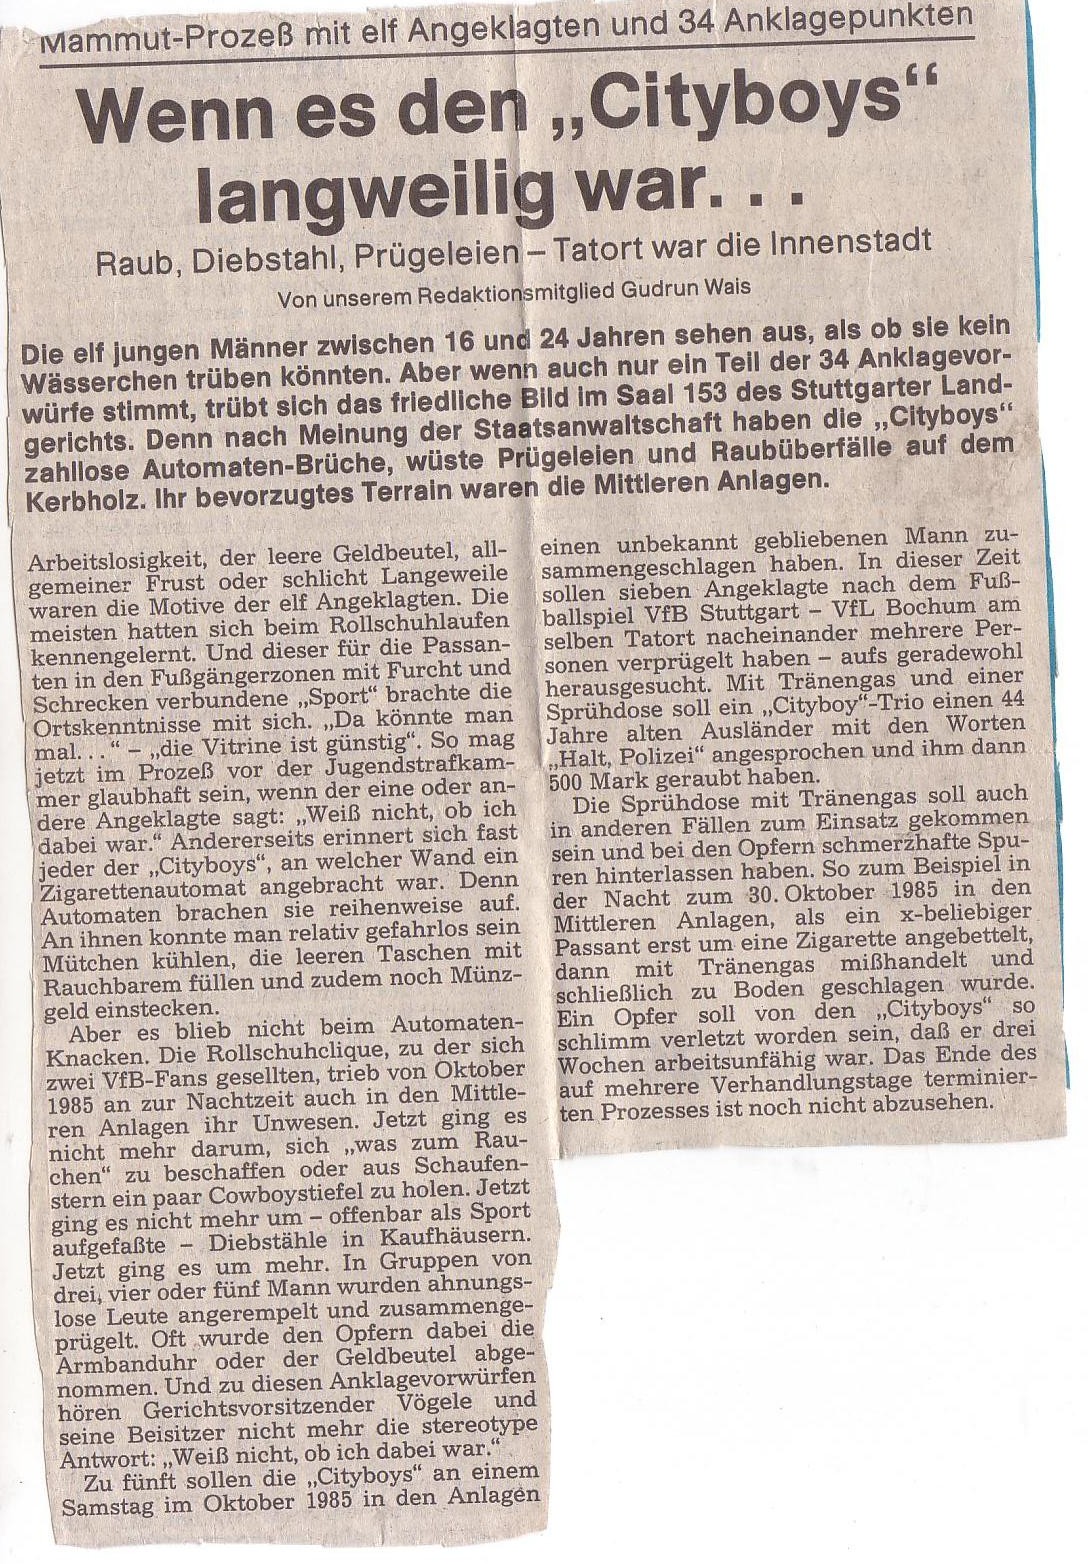 Mammut-Prozeß mit elf Angeklagten und 34 Anklagepunkten
Wenn es den „Cityboys“
langweilig war. . .
Raub, Diebstahl, Prügeleien – Tatort war die Innenstadt
Von unserem Redaktionsmitglied Gudrun Wais
Die elf jungen Männer zwischen 16 und 24 Jahren sehen aus, als ob sie kein
Wässerchen trüben könnten. Aber wenn auch nur ein Teil der 34 Anklagevor-
würfe stimmt, trübt sich das friedliche Bild im Saal 153 des Stuttgarter Land-
gerichts. Denn nach Meinung der Staatsanwaltschaft haben die „Cityboys“
zahllose Automaten-Brüche, wüste Prügeleien und Raubüberfälle auf dem
Kerbholz. Ihr bevorzugtes Terrain waren die Mittleren Anlagen.
Arbeitslosigkeit, der leere Geldbeutel, all-
gemeiner Frust oder schlicht Langeweile
waren die Motive der elf Angeklagten. Die
meisten hatten sich beim Rollschuhlaufen
kennengelernt. Und dieser für die Passan-
ten in den Fußgängerzonen mit Furcht und
Schrecken verbundene „Sport“ brachte die
Ortskenntnisse mit sich. „Da könnte man
mal. . . “ – „die Vitrine ist günstig“. So mag
jetzt im Prozeß vor der Jugendstrafkam-
mer glaubhaft sein, wenn der eine oder an-
dere Angeklagte sagt: „Weiß nicht, ob ich
dabei war.“ Andererseits erinnert sich fast
jeder der „Cityboys“, an welcher Wand ein
Zigarettenautomat angebracht war. Denn
Automaten brachen sie reihenweise auf.
An ihnen konnte man relativ gefahrlos sein
Mütchen kühlen, die leeren Taschen mit
Rauchbarem füllen und zudem noch Münz-
geld einstecken.
Aber es blieb nicht beim Automaten-
Knacken. Die Rollschuhclique, zu der sich
zwei VfB-Fans gesellten, trieb von Oktober
1985 an zur Nachtzeit auch in den Mittle-
ren Anlagen ihr Unwesen. Jetzt ging es
nicht mehr darum, sich „was zum Rau-
chen“ zu beschaffen oder aus Schaufen-
stern ein paar Cowboystiefel zu holen. Jetzt
ging es nicht mehr um – offenbar als Sport
aufgefaßte – Diebstähle in Kaufhäusern.
Jetzt ging es um mehr. In Gruppen von
drei, vier oder fünf Mann wurden ahnungs-
lose Leute angerempelt und zusammenge-
prügelt. Oft wurde den Opfern dabei die
Armbanduhr oder der Geldbeutel abge-
nommen. Und zu diesen Anklagevorwürfen
hören Gerichtsvorsitzender Vögele und
seine Beisitzer nicht mehr die stereotype
Antwort: „Weiß nicht, ob ich dabei war.“
Zu fünft sollen die „Cityboys“ an einem
Samstag im Oktober 1985 in den Anlagen
einen unbekannt gebliebenen Mann zu-
sammengeschlagen haben. In dieser Zeit
sollen sieben Angeklagte nach dem Fuß-
ballspiel VfB Stuttgart – VfL Bochum am
selben Tatort nacheinander mehrere Per-
sonen verprügelt haben – aufs geradewohl
herausgesucht. Mit Tränengas und einer
Sprühdose soll ein „Cityboy“-Trio einen 44
Jahre alten Ausländer mit den Worten
„Halt, Polizei“ angesprochen und ihm dann
500 Mark geraubt haben.
Die Sprühdose mit Tränengas soll auch
in anderen Fällen zum Einsatz gekommen
sein und bei den Opfern schmerzhafte Spu-
ren hinterlassen haben. So zum Beispiel in
der Nacht zum 30. Oktober 1985 in den
Mittleren Anlagen, als ein x-beliebiger
Passant erst um eine Zigarette angebettelt,
dann mit Tränengas mißhandelt und
schließlich zu Boden geschlagen wurde.
Ein Opfer soll von den „Cityboys“ so
schlimm verletzt worden sein, daß er drei
Wochen arbeitsunfähig war. Das Ende des
auf mehrere Verhandlungstage terminier-
ten Prozesses ist noch nicht abzusehen.